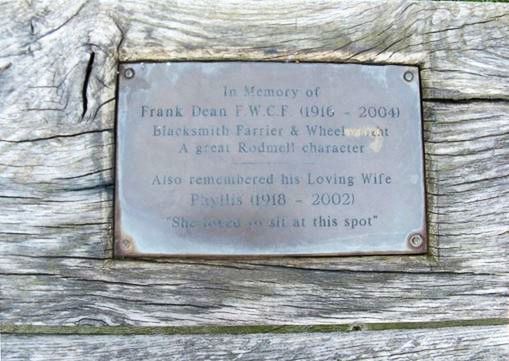 In Memory of
Frank Dean F.W.C.F. (1916 - 2004)
Blacksmith Farrier & Wheelwright
A great Rodmell character
Also remembered his Loving Wife
Phyllis (1918 - 2002)
"She loved to sit at this spot"